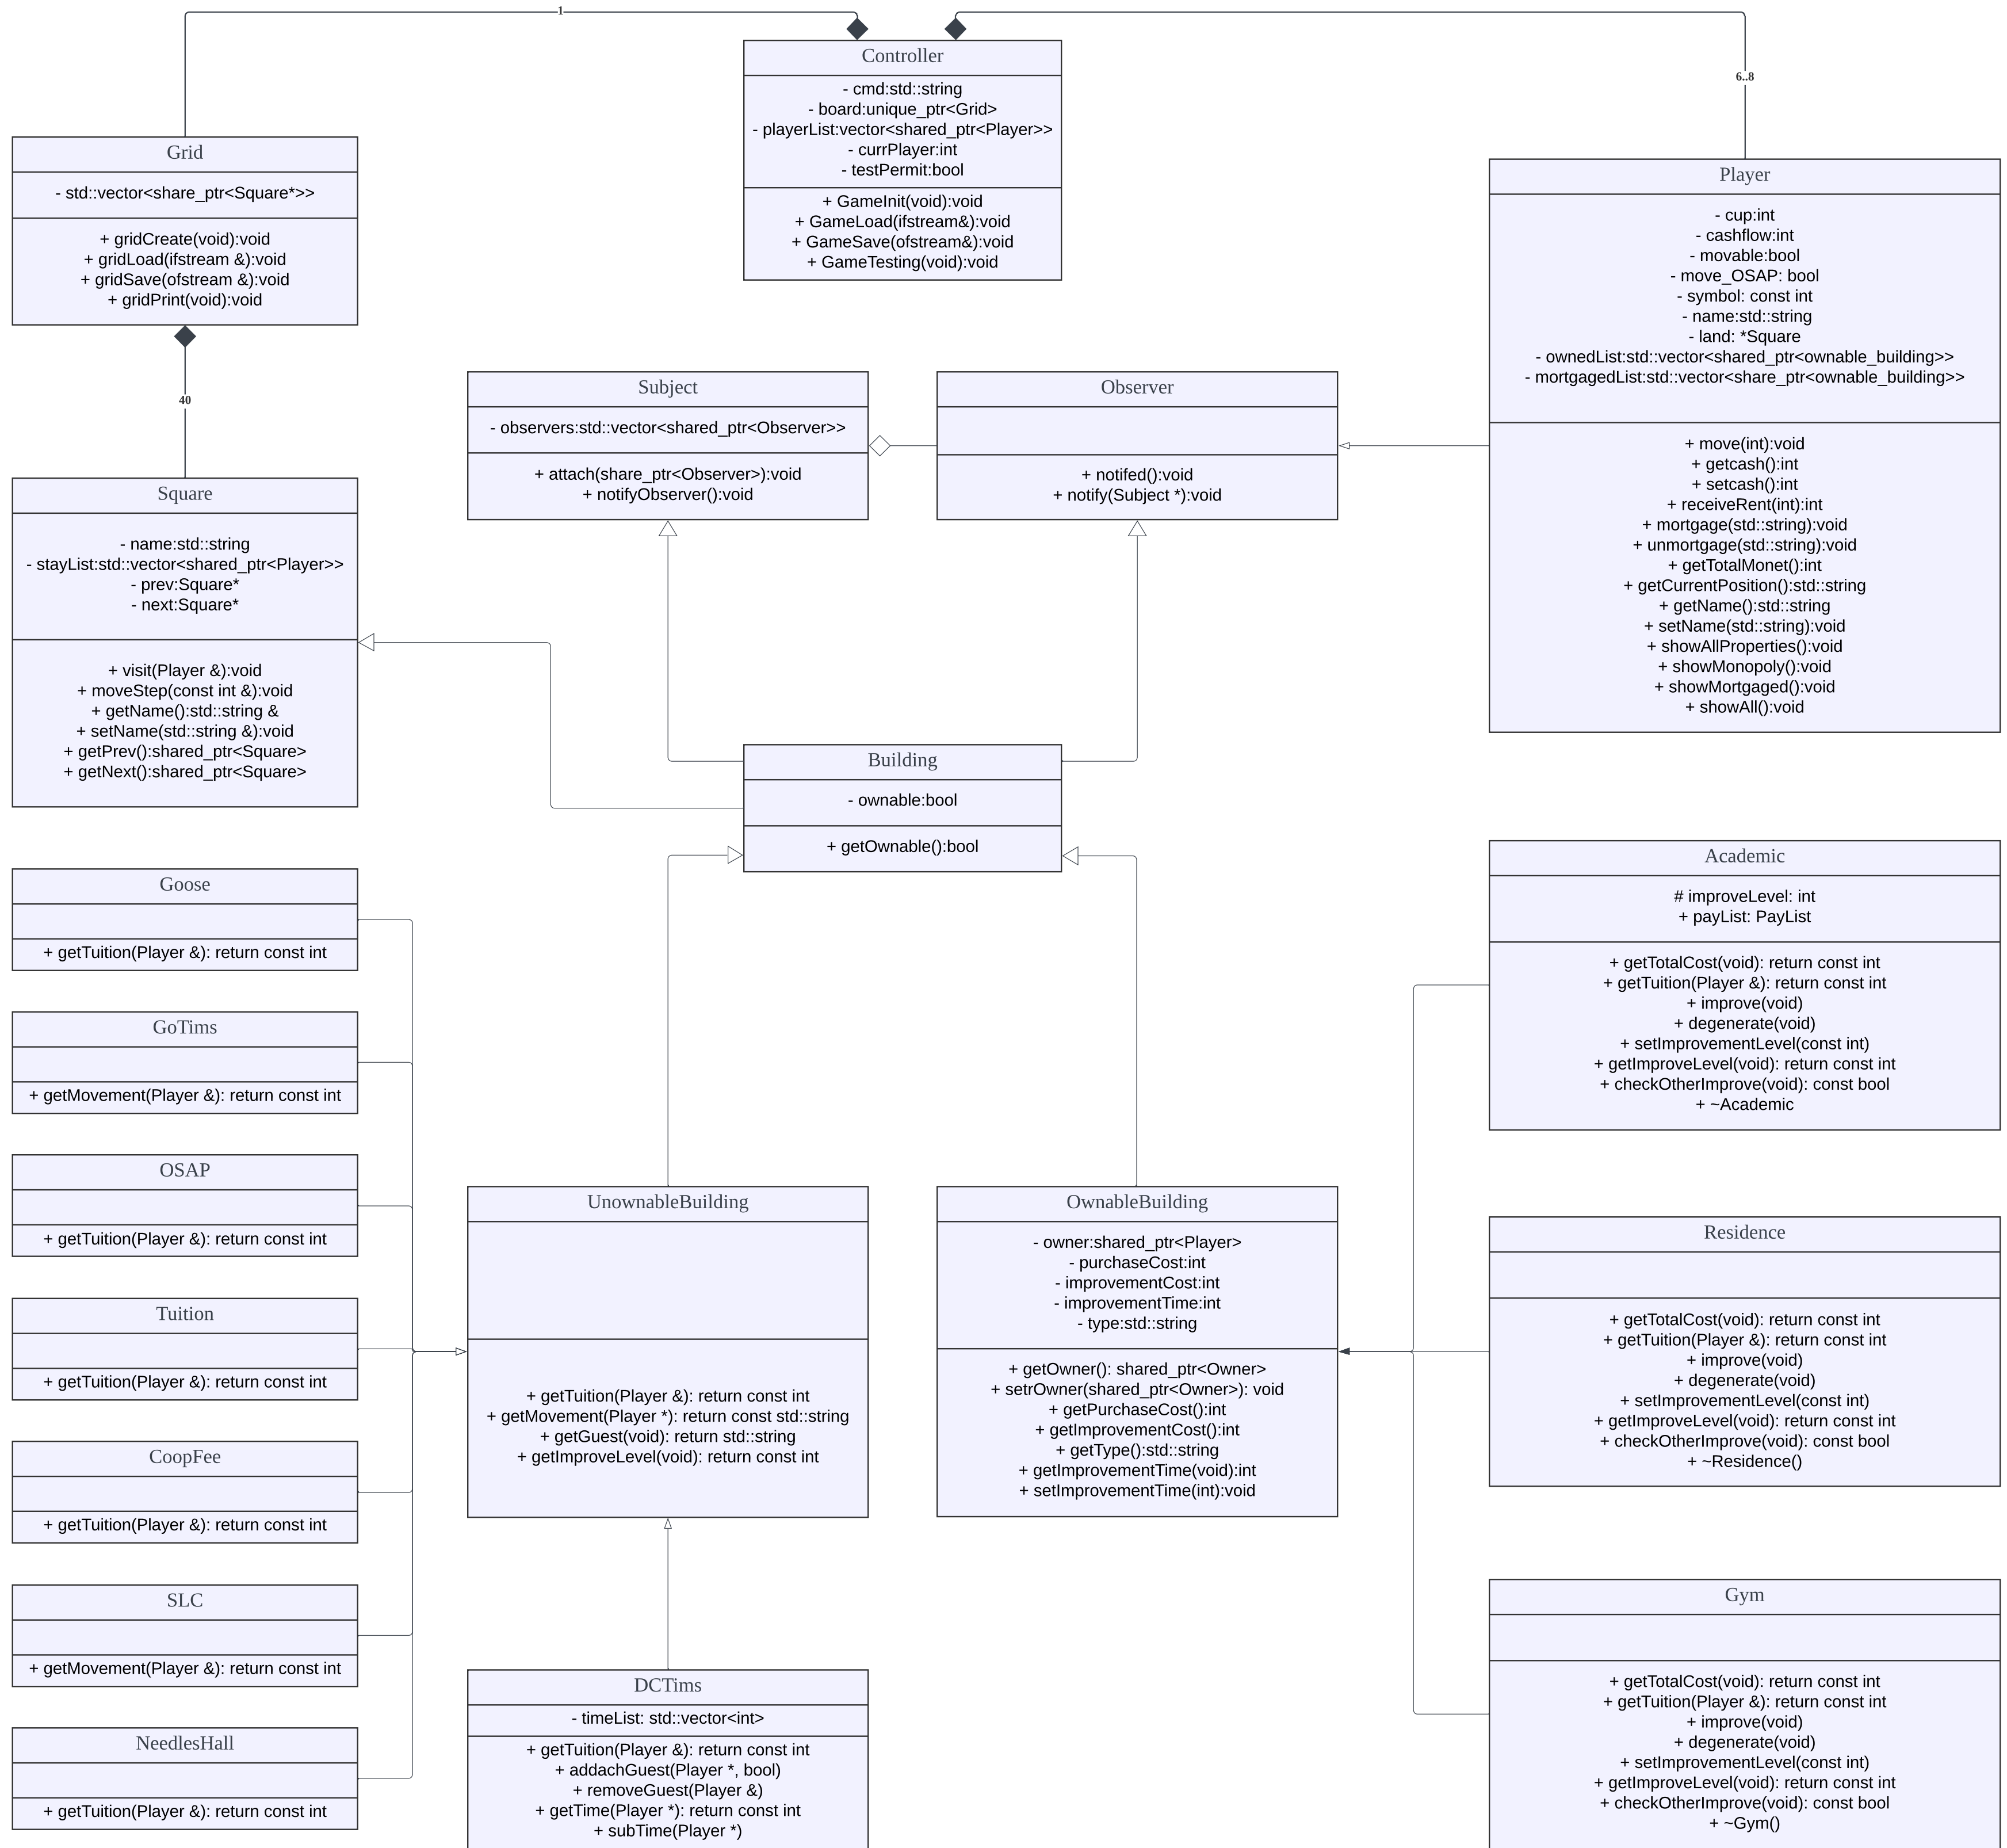 1
Controller
- cmd:std::string
- board:unique_ptr<Grid>
- playerList:vector<shared_ptr<Player>>
- currPlayer:int
- testPermit:bool
+ GameInit(void):void
+ GameLoad(ifstream&):void
+ GameSave(ofstream&):void
+ GameTesting(void):void
6..8
Grid
- std::vector<share_ptr<Square*>>
+ gridCreate(void):void
+ gridLoad(ifstream &):void
+ gridSave(ofstream &):void
+ gridPrint(void):void
40
Player
- cup:int
- cashflow:int
- movable:bool
- move_OSAP: bool
- symbol: const int
- name:std::string
- land: *Square
- ownedList:std::vector<shared_ptr<ownable_building>>
- mortgagedList:std::vector<share_ptr<ownable_building>>
+ move(int):void
+ getcash():int
+ setcash():int
+ receiveRent(int):int
+ mortgage(std::string):void
+ unmortgage(std::string):void
+ getTotalMonet():int
+ getCurrentPosition():std::string
+ getName():std::string
+ setName(std::string):void
+ showAllProperties():void
+ showMonopoly():void
+ showMortgaged():void
+ showAll():void
Subject
- observers:std::vector<shared_ptr<Observer>>
+ attach(share_ptr<Observer>):void
+ notifyObserver():void
Observer
+ notifed():void
+ notify(Subject *):void
Square
- name:std::string
- stayList:std::vector<shared_ptr<Player>>
- prev:Square*
- next:Square*
+ visit(Player &):void
+ moveStep(const int &):void
+ getName():std::string &
+ setName(std::string &):void
+ getPrev():shared_ptr<Square>
+ getNext():shared_ptr<Square>
Building
- ownable:bool
+ getOwnable():bool
Goose
+ getTuition(Player &): return const int
GoTims
+ getMovement(Player &): return const int
OSAP
+ getTuition(Player &): return const int
Tuition
+ getTuition(Player &): return const int
CoopFee
+ getTuition(Player &): return const int
SLC
+ getMovement(Player &): return const int
NeedlesHall
+ getTuition(Player &): return const int
UnownableBuilding
+ getTuition(Player &): return const int
+ getMovement(Player *): return const std::string
+ getGuest(void): return std::string
+ getImproveLevel(void): return const int
DCTims
- timeList: std::vector<int>
+ getTuition(Player &): return const int
+ addachGuest(Player *, bool)
+ removeGuest(Player &)
+ getTime(Player *): return const int
+ subTime(Player *)
OwnableBuilding
- owner:shared_ptr<Player>
- purchaseCost:int
- improvementCost:int
- improvementTime:int
- type:std::string
+ getOwner(): shared_ptr<Owner>
+ setrOwner(shared_ptr<Owner>): void
+ getPurchaseCost():int
+ getImprovementCost():int
+ getType():std::string
+ getImprovementTime(void):int
+ setImprovementTime(int):void
Academic
# improveLevel: int
+ payList: PayList
+ getTotalCost(void): return const int
+ getTuition(Player &): return const int
+ improve(void)
+ degenerate(void)
+ setImprovementLevel(const int)
+ getImproveLevel(void): return const int
+ checkOtherImprove(void): const bool
+ ~Academic
Residence
+ getTotalCost(void): return const int
+ getTuition(Player &): return const int
+ improve(void)
+ degenerate(void)
+ setImprovementLevel(const int)
+ getImproveLevel(void): return const int
+ checkOtherImprove(void): const bool
+ ~Residence()
Gym
+ getTotalCost(void): return const int
+ getTuition(Player &): return const int
+ improve(void)
+ degenerate(void)
+ setImprovementLevel(const int)
+ getImproveLevel(void): return const int
+ checkOtherImprove(void): const bool
+ ~Gym()